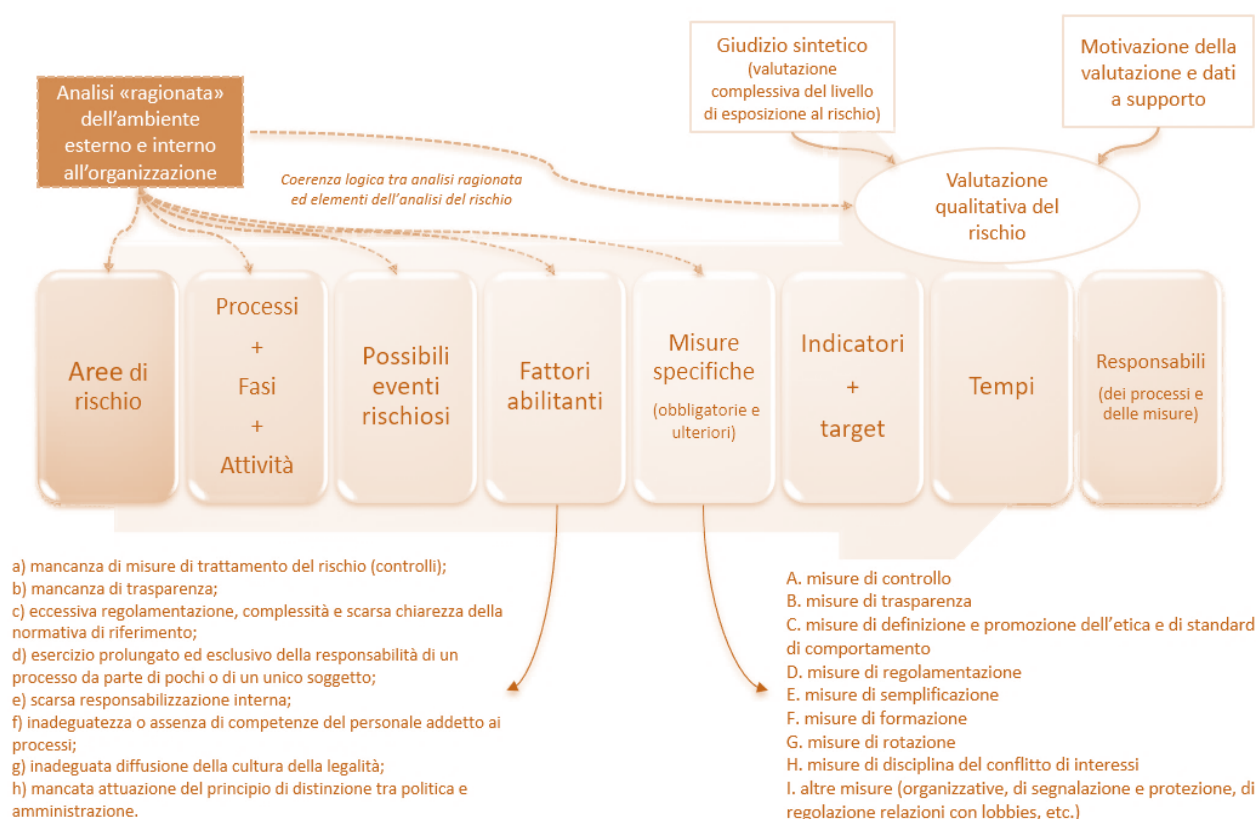 Giudizio sintetico
(valutazione
complessiva del livello
di esposizione al rischio)
Motivazione della
valutazione e dati
a supporto
Analisi «ragionata»
dell'ambiente
esterno e interno
all'organizzazione
Coerenza logica tra analisi ragionata
ed elementi dell'analisi del rischio
Valutazione
qualitativa del
rischio
Aree di
rischio
Processi
+
Fasi
+
Attività
Possibili
eventi
rischiosi
Fattori
abilitanti
Misure
specifiche
(obbligatorie e
ulteriori)
Indicatori
+
target
Tempi
Responsabili
(dei processi e
delle misure)
a) mancanza di misure di trattamento del rischio (controlli);
b) mancanza di trasparenza;
c) eccessiva regolamentazione, complessità e scarsa chiarezza della
normativa di riferimento;
d) esercizio prolungato ed esclusivo della responsabilità di un
processo da parte di pochi o di un unico soggetto;
e) scarsa responsabilizzazione interna;
f) inadeguatezza o assenza di competenze del personale addetto ai
processi;
g) inadeguata diffusione della cultura della legalità;
h) mancata attuazione del principio di distinzione tra politica e
amministrazione.
A. misure di controllo
B. misure di trasparenza
C. misure di definizione e promozione dell'etica e di standard
di comportamento
D. misure di regolamentazione
E. misure di semplificazione
F. misure di formazione
G. misure di rotazione
H. misure di disciplina del conflitto di interessi
I. altre misure (organizzative, di segnalazione e protezione, di
regolazione relazioni con lobbies, etc.)